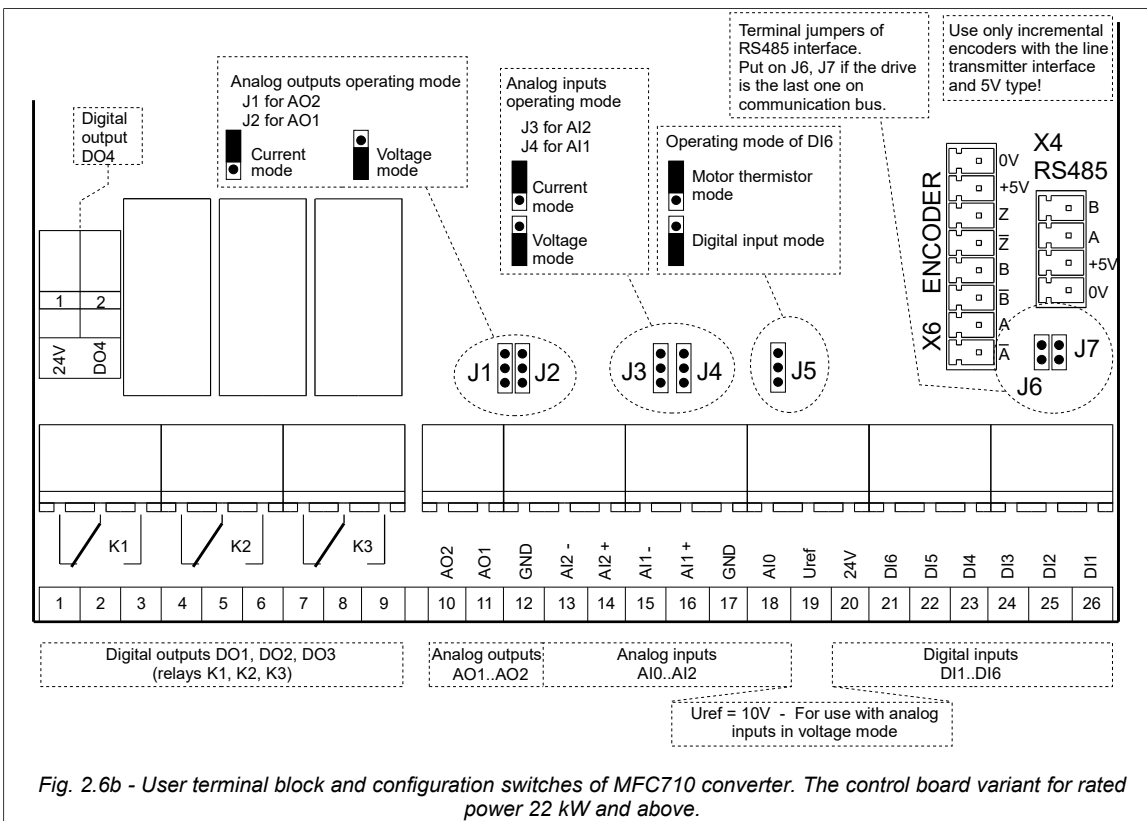 Analog outputs operating mode
J1 for AO2
J2 for AO1
Current
mode
Voltage
mode
Digital
output
DO4
Analog inputs
operating mode
J3 for AI2
J4 for AI1
Current
mode
Voltage
mode
Terminal jumpers of
RS485 interface.
Put on J6, J7 if the drive
is the last one on
communication bus.
Operating mode of DI6
Motor thermistor
mode
Digital input mode
Use only incremental
encoders with the line
transmitter interface
and 5V type!
X6 ENCODER
0V
+5V
Z
Z̅
B
B̅
A
A̅
X4
RS485
B
A
+5V
0V
1 2
24V DO4
J1 J2
J3 J4
J5
J7
J6
K1 K2 K3
AO2 AO1 GND AI2 - AI2 + AI1 - AI1 + GND AI0 Uref 24V DI6 DI5 DI4 DI3 DI2 DI1
1 2 3 4 5 6 7 8 9 10 11 12 13 14 15 16 17 18 19 20 21 22 23 24 25 26
Digital outputs DO1, DO2, DO3
(relays K1, K2, K3)
Analog outputs
AO1..AO2
Analog inputs
AI0..AI2
Digital inputs
DI1..DI6
Uref = 10V - For use with analog
inputs in voltage mode
Fig. 2.6b - User terminal block and configuration switches of MFC710 converter. The control board variant for rated
power 22 kW and above.